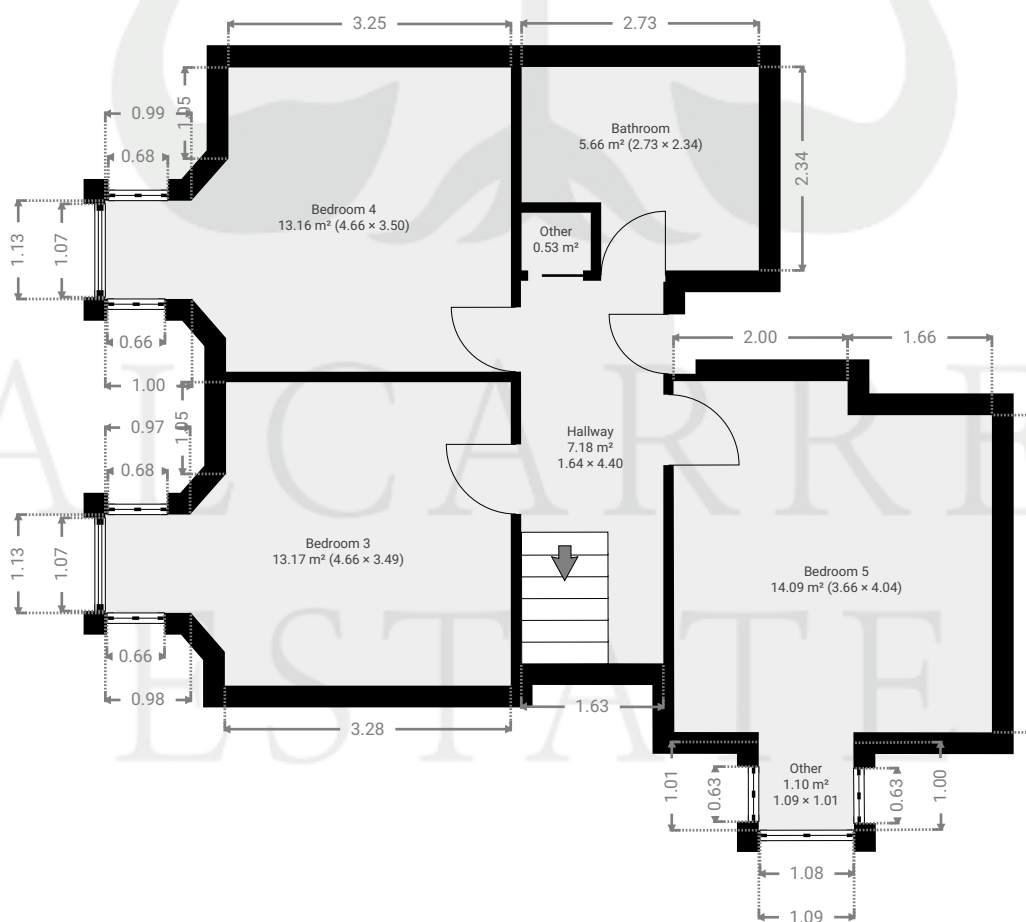 3.25
2.73
0.99
1.05
0.68
Bathroom
5.66 m² (2.73 × 2.34)
2.34
Bedroom 4
13.16 m² (4.66 × 3.50)
Other
0.53 m²
1.13
1.07
0.66
1.00
2.00
1.66
0.97
1.05
0.68
Hallway
7.18 m²
1.64 × 4.40
ALCARRE
Bedroom 3
13.17 m² (4.66 × 3.49)
1.13
1.07
Bedroom 5
14.09 m² (3.66 × 4.04)
ESTATE
0.66
0.98
3.28
1.63
Other
1.10 m²
1.09 × 1.01
1.01
0.63
0.63
1.00
1.08
1.09